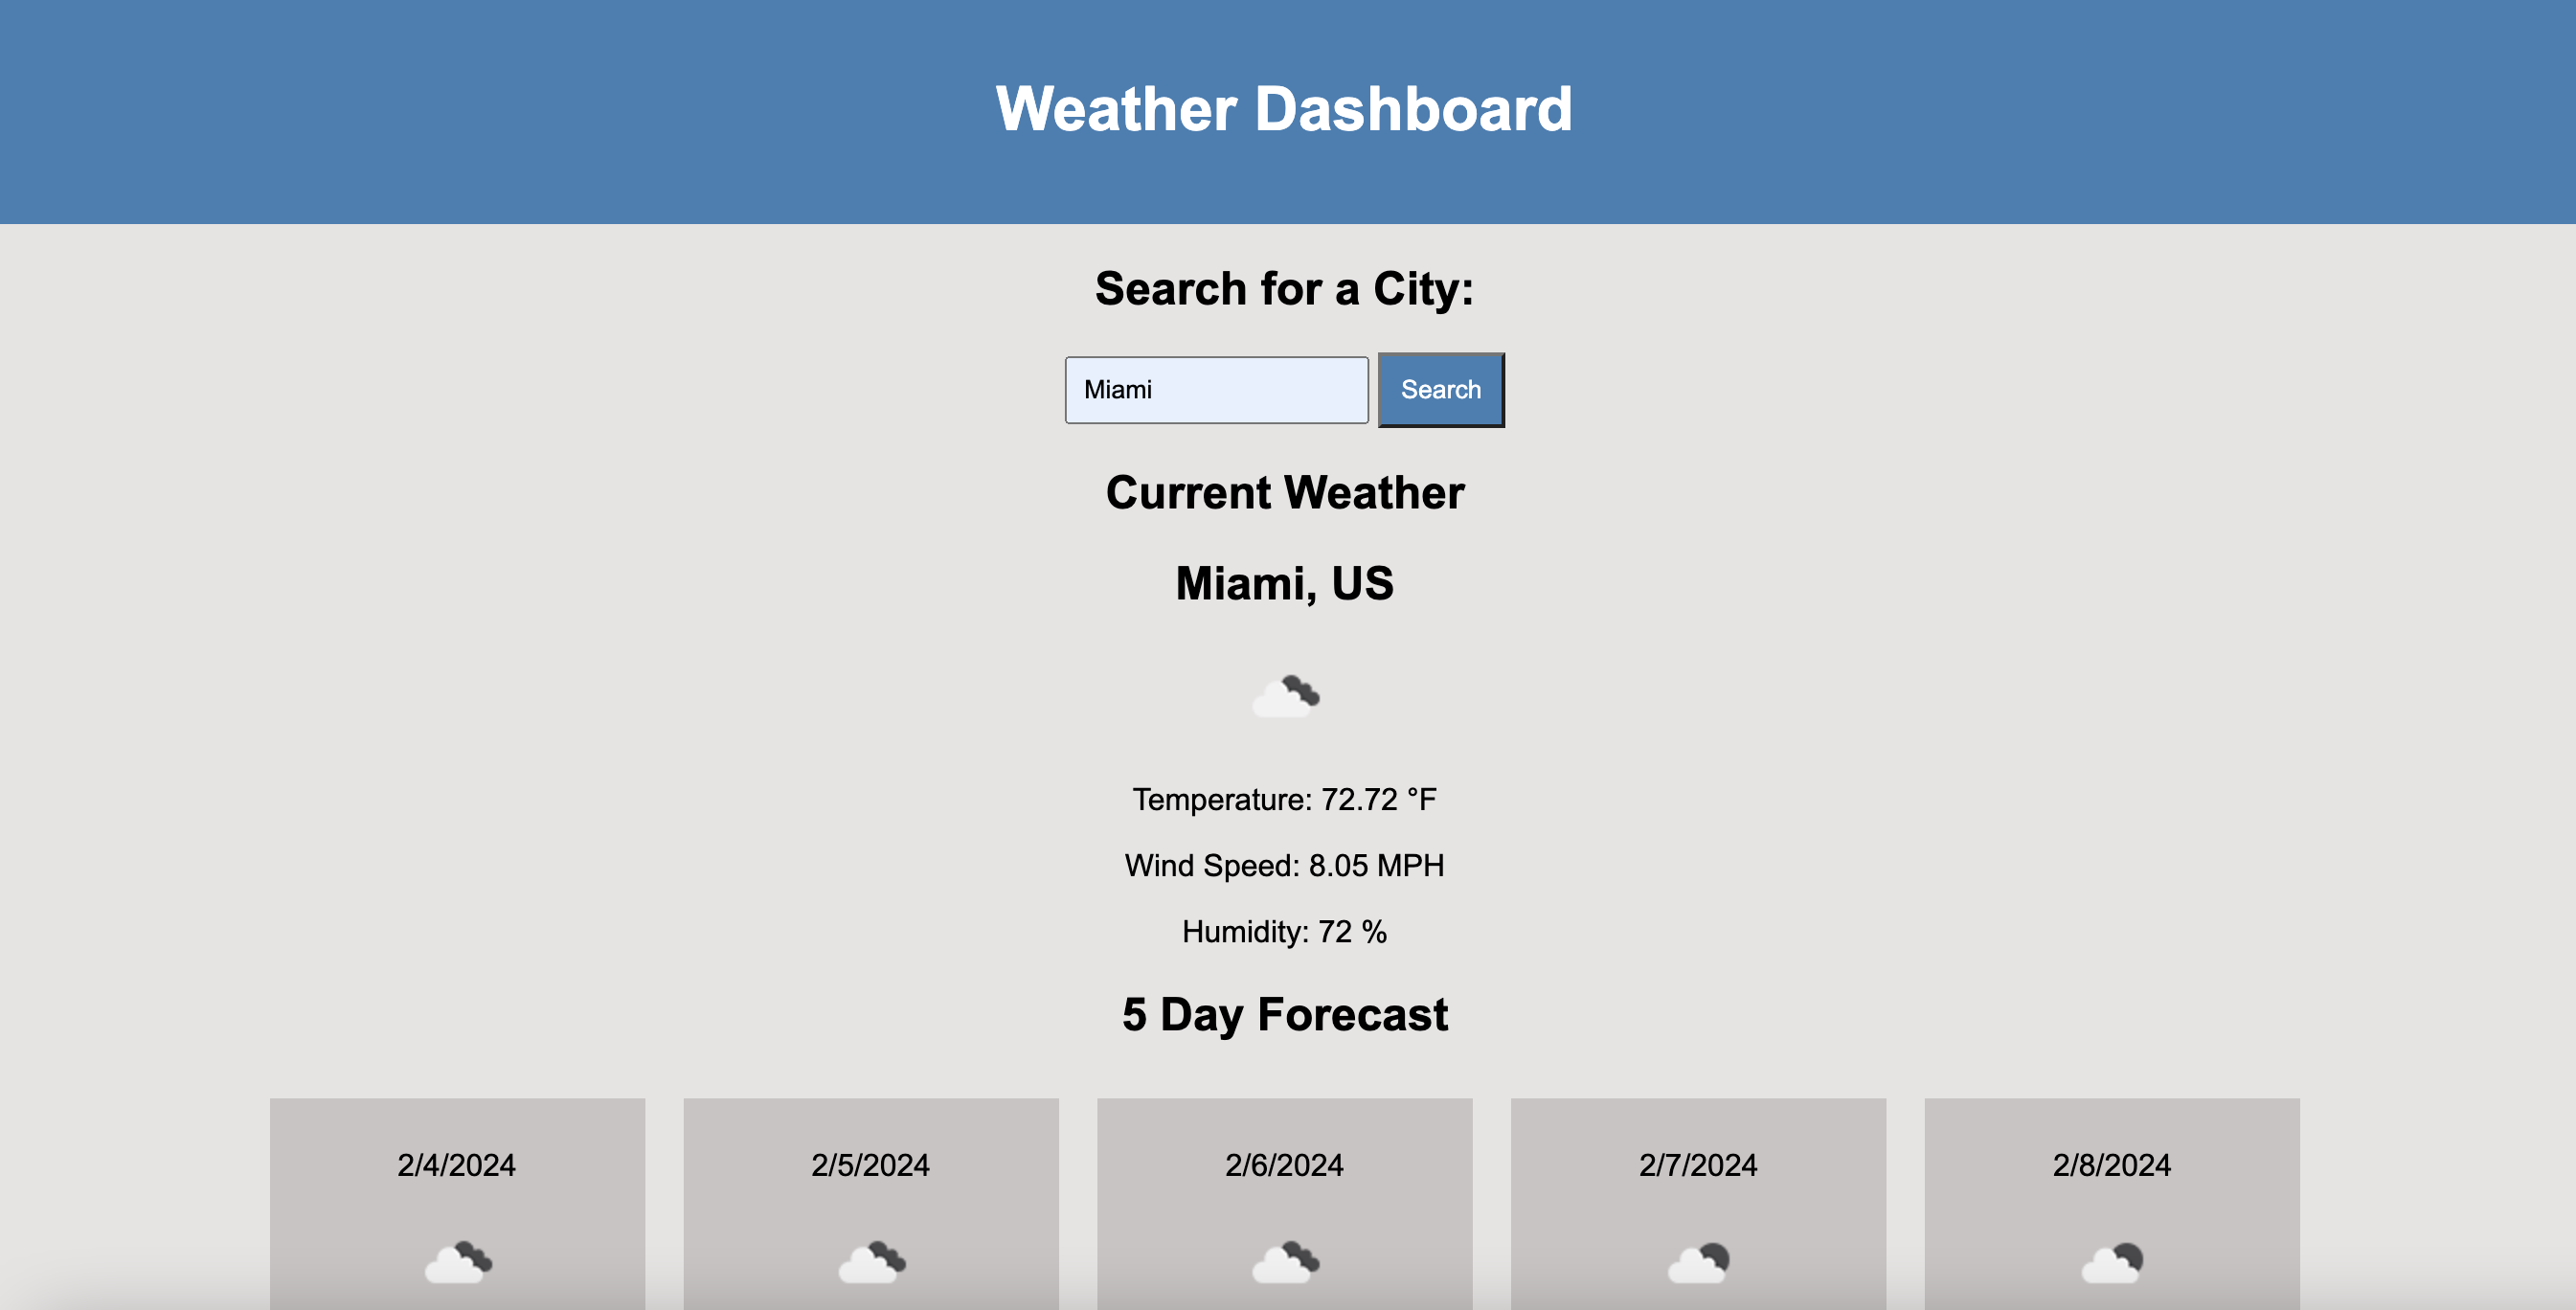 Weather Dashboard
Search for a City:
Miami Search
Current Weather
Miami, US
Temperature: 72.72 °F
Wind Speed: 8.05 MPH
Humidity: 72 %
5 Day Forecast
2/4/2024 2/5/2024 2/6/2024 2/7/2024 2/8/2024